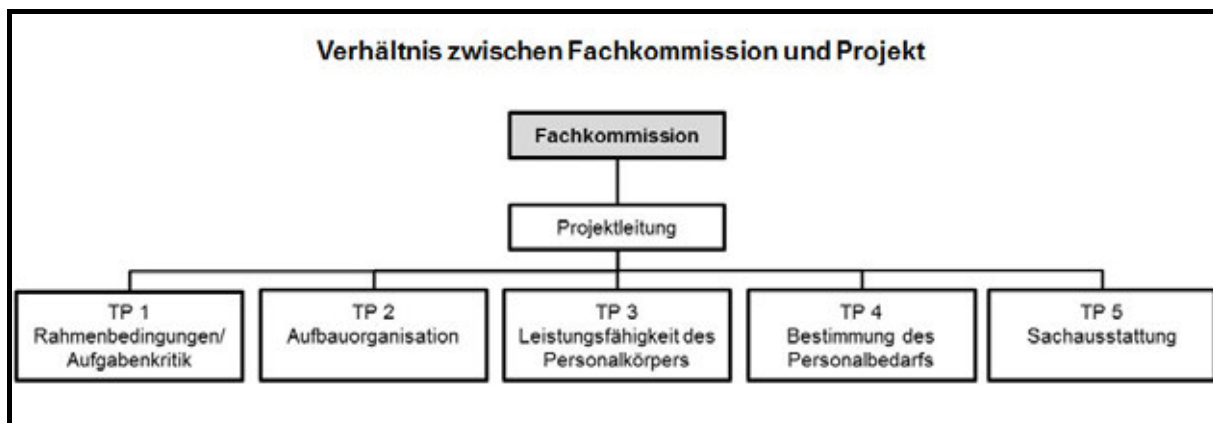 Verhältnis zwischen Fachkommission und Projekt
Fachkommission
Projektleitung
TP 1
Rahmenbedingungen/
Aufgabenkritik
TP 2
Aufbauorganisation
TP 3
Leistungsfähigkeit des
Personalkörpers
TP 4
Bestimmung des
Personalbedarfs
TP 5
Sachausstattung